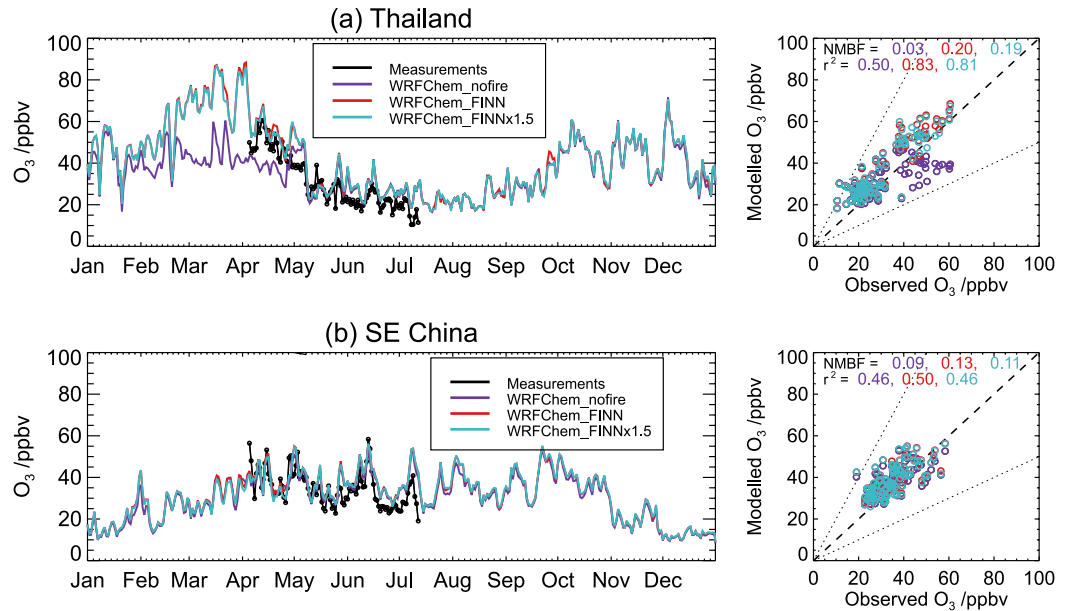 (a) Thailand
100
80
60
40
20
0
O3 /ppbv
Measurements
WRFChem_nofire
WRFChem_FINN
WRFChem_FINNx1.5
Jan Feb Mar Apr May Jun Jul Aug Sep Oct Nov Dec
NMBF = 0.03, 0.20, 0.19
r2 = 0.50, 0.83, 0.81
100
80
60
40
20
0
Modelled O3 /ppbv
0 20 40 60 80 100
Observed O3 /ppbv
(b) SE China
100
80
60
40
20
0
O3 /ppbv
Measurements
WRFChem_nofire
WRFChem_FINN
WRFChem_FINNx1.5
Jan Feb Mar Apr May Jun Jul Aug Sep Oct Nov Dec
NMBF = 0.09, 0.13, 0.11
r2 = 0.46, 0.50, 0.46
100
80
60
40
20
0
Modelled O3 /ppbv
0 20 40 60 80 100
Observed O3 /ppbv